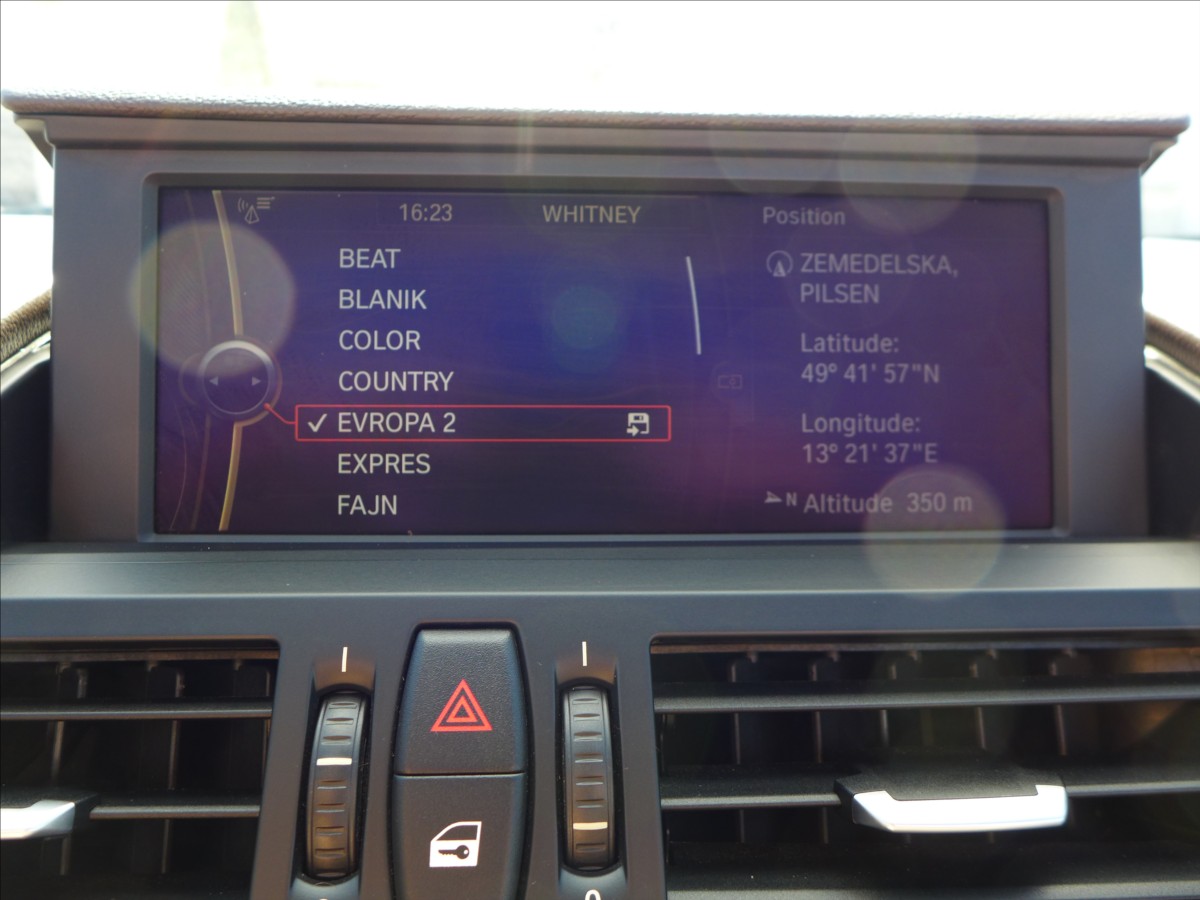 16:23 WHITNEY
BEAT
BLANIK
COLOR
COUNTRY
EVROPA 2
EXPRES
FAJN
Position
ZEMEDELSKA,
PILSEN
Latitude:
49° 41' 57"N
Longitude:
13° 21' 37"E
N Altitude 350 m
0